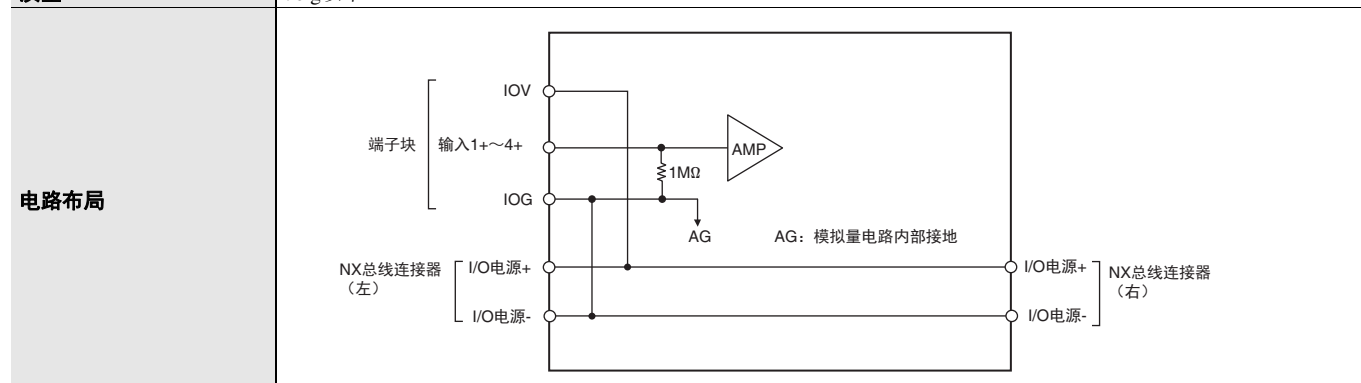 电路布局
IOV
端子块
输入1+～4+
AMP
1MΩ
IOG
AG
AG：模拟量电路内部接地
NX总线连接器
（左）
I/O电源+
I/O电源-
I/O电源+
I/O电源-
NX总线连接器
（右）